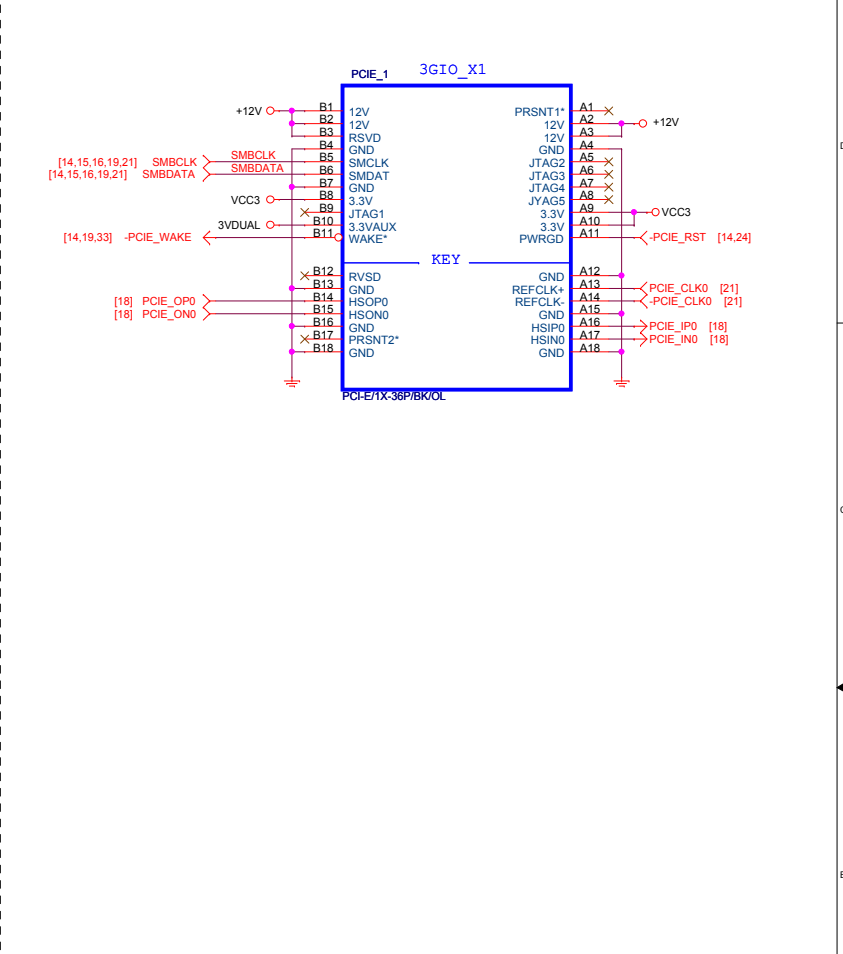 PCIE_1 3GIO_X1
+12V B1 12V PRSNT1* A1
B2 12V 12V A2 +12V
B3 RSVD 12V A3
B4 GND GND A4
[14,15,16,19,21] SMBCLK SMBCLK B5 SMCLK JTAG2 A5
[14,15,16,19,21] SMBDATA SMBDATA B6 SMDAT JTAG3 A6
B7 GND JTAG4 A7
VCC3 B8 3.3V JYAG5 A8
B9 JTAG1 3.3V A9 VCC3
3VDUAL B10 3.3VAUX 3.3V A10
[14,19,33] -PCIE_WAKE B11 WAKE* PWRGD A11 -PCIE_RST [14,24]
KEY
B12 RVSD GND A12
B13 GND REFCLK+ A13 PCIE_CLK0 [21]
[18] PCIE_OP0 B14 HSOP0 REFCLK- A14 -PCIE_CLK0 [21]
[18] PCIE_ON0 B15 HSON0 GND A15
B16 GND HSIP0 A16 PCIE_IP0 [18]
B17 PRSNT2* HSIN0 A17 PCIE_IN0 [18]
B18 GND GND A18
PCI-E/1X-36P/BK/OL